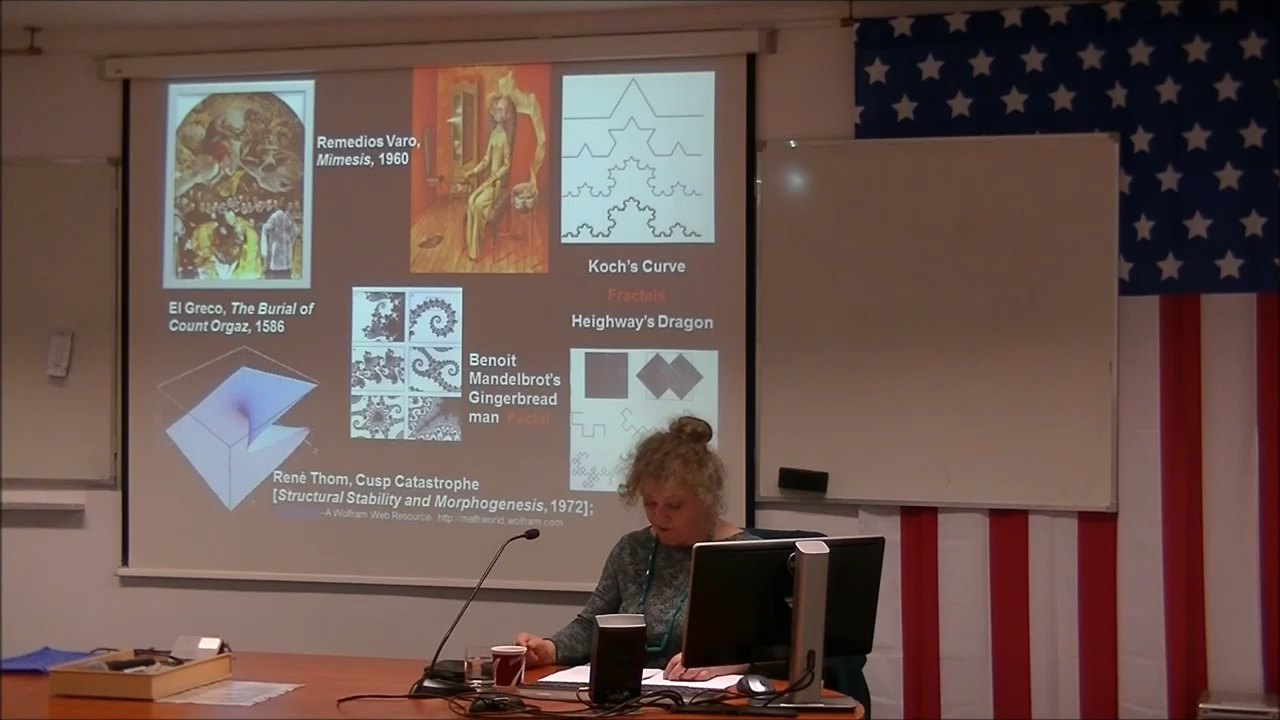 Remedios Varo,
Mimesis, 1960
El Greco, The Burial of
Count Orgaz, 1586
Koch's Curve
Fractals
Heighway's Dragon
Benoit
Mandelbrot's
Gingerbread
man Facial
René Thom, Cusp Catastrophe
[Structural Stability and Morphogenesis, 1972];
--A Wolfram Web Resource http://mathworld.wolfram.com